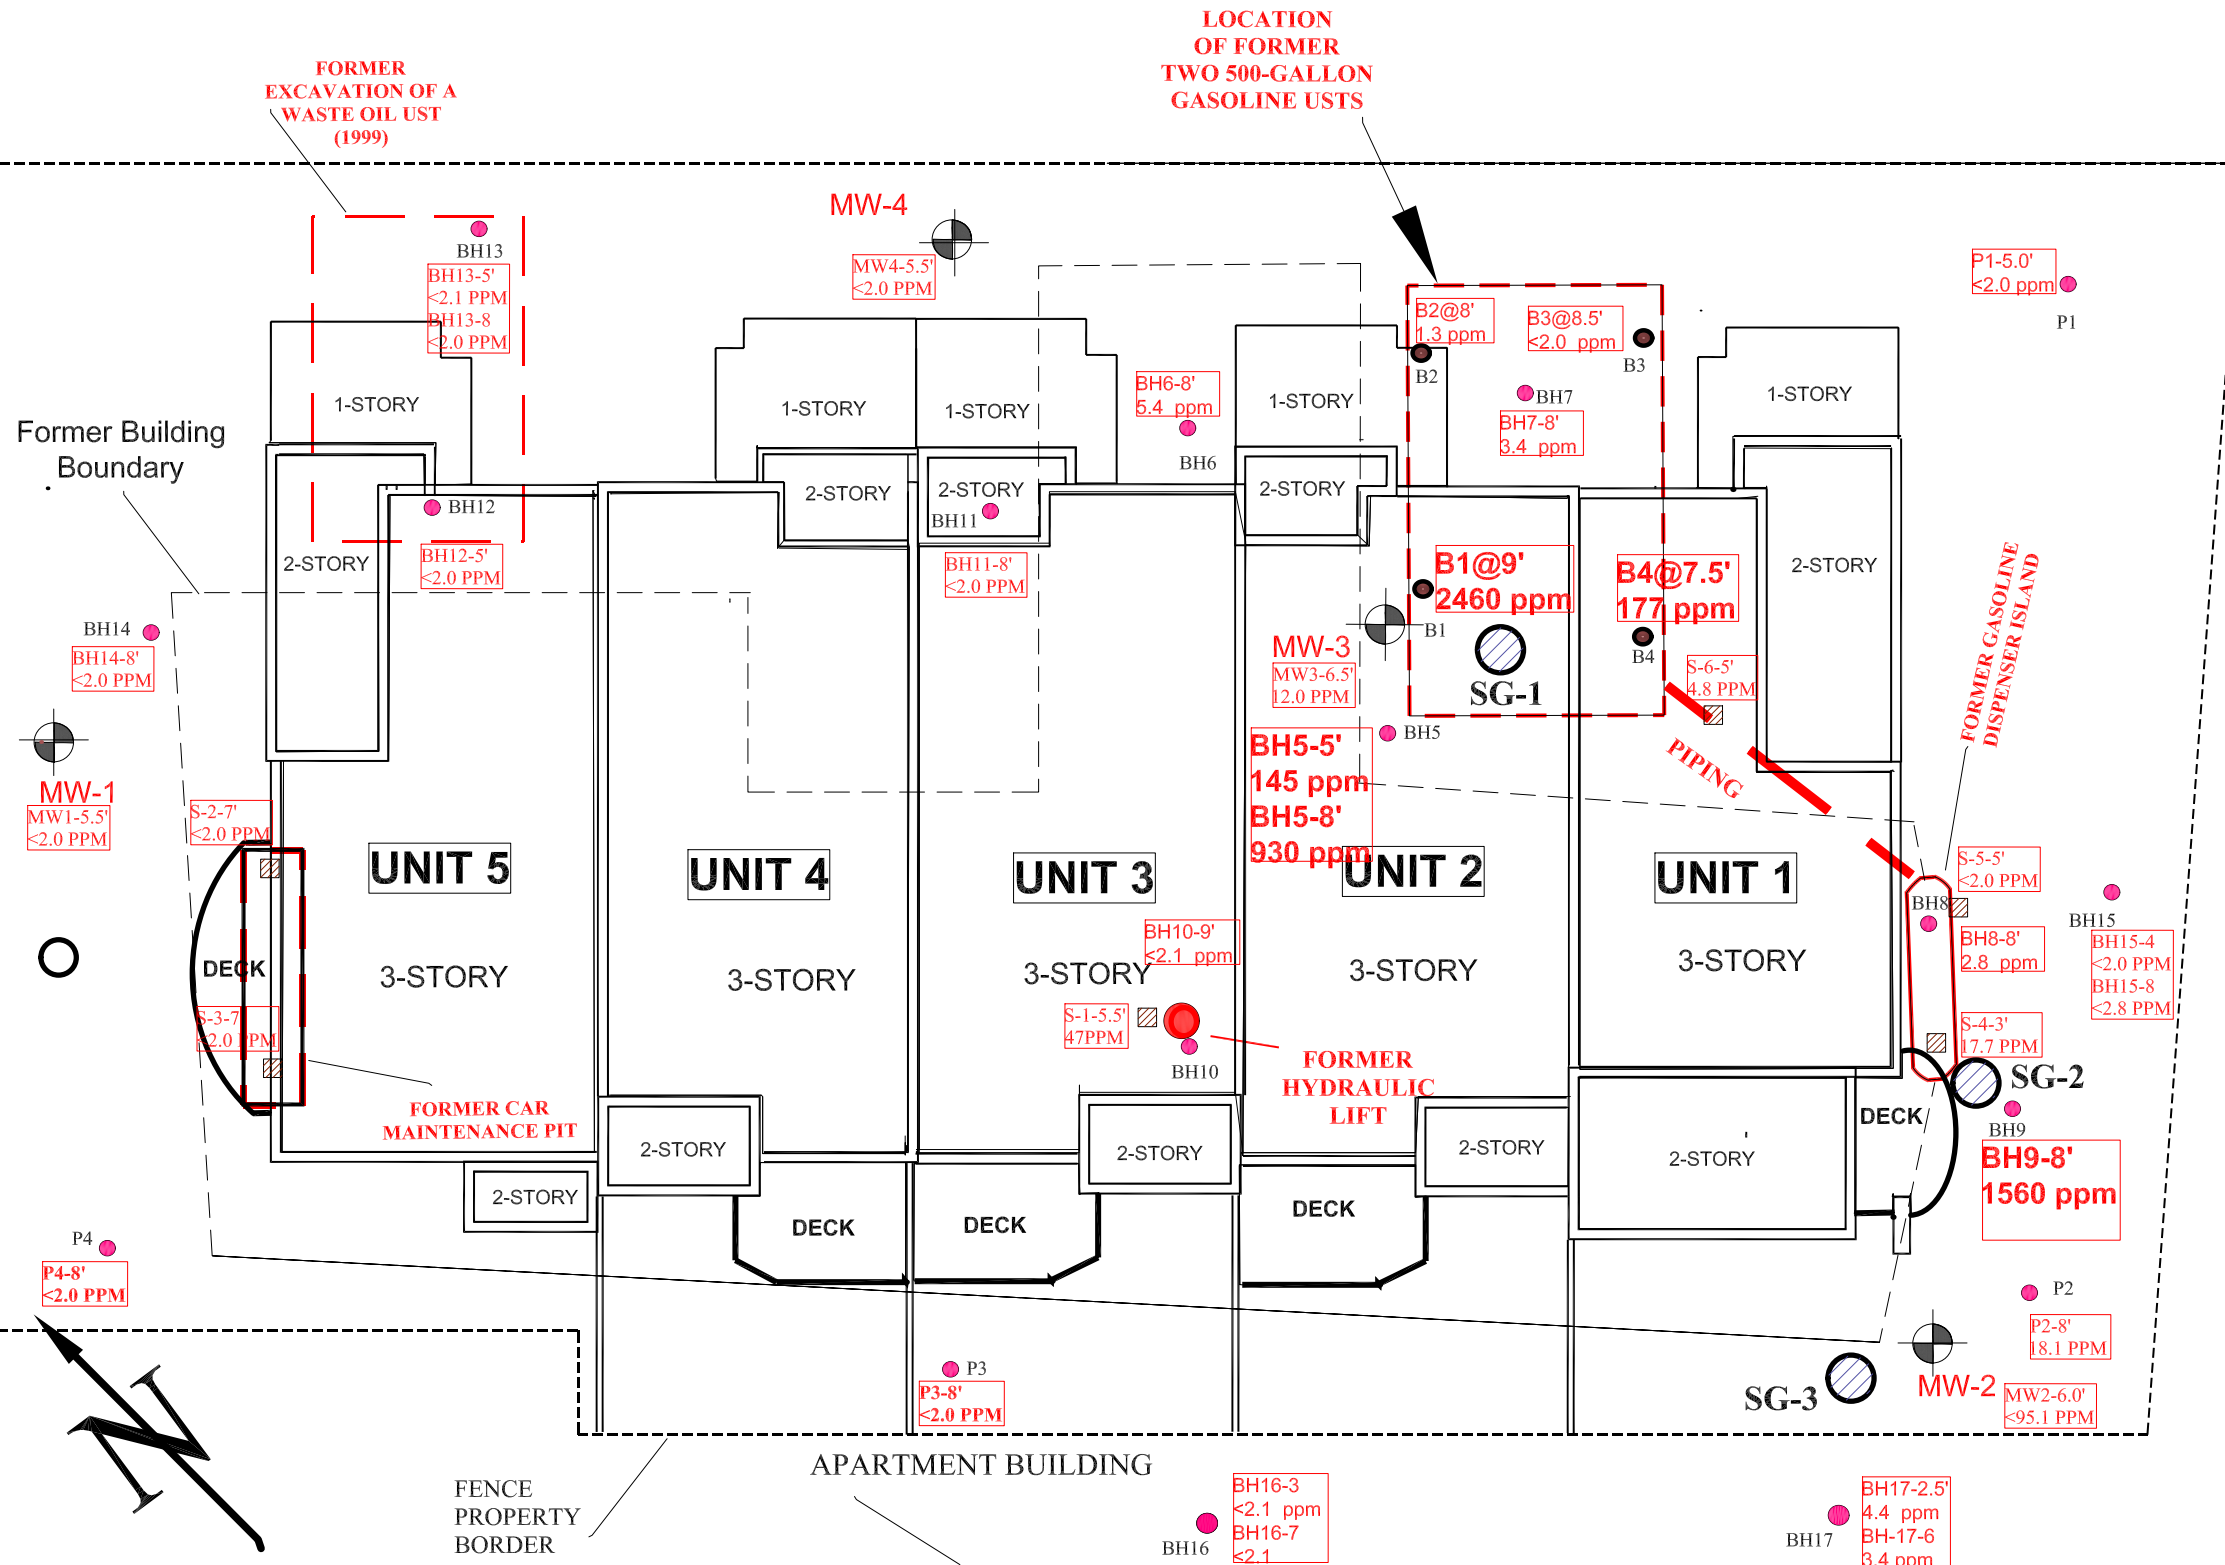 LOCATION
OF FORMER
TWO 500-GALLON
GASOLINE USTS
FORMER
EXCAVATION OF A
WASTE OIL UST
(1999)
MW-4
MW4-5.5'
<2.0 PPM
BH13
BH13-5'
<2.1 PPM
BH13-8
<2.0 PPM
P1-5.0'
<2.0 ppm
P1
B2@8'
1.3 ppm
B2
B3@8.5'
<2.0 ppm
B3
BH6-8'
5.4 ppm
BH6
BH7
BH7-8'
3.4 ppm
1-STORY
1-STORY
1-STORY
1-STORY
1-STORY
Former Building
Boundary
2-STORY
2-STORY
2-STORY
2-STORY
2-STORY
BH12
BH12-5'
<2.0 PPM
BH11
BH11-8'
<2.0 PPM
B1@9'
2460 ppm
B1
B4@7.5'
177 ppm
B4
FORMER GASOLINE
DISPENSER ISLAND
BH14
BH14-8'
<2.0 PPM
MW-3
MW3-6.5'
12.0 PPM
SG-1
S-6-5'
4.8 PPM
PIPING
BH5
BH5-5'
145 ppm
BH5-8'
930 ppm
MW-1
MW1-5.5'
<2.0 PPM
S-2-7'
<2.0 PPM
UNIT 5
UNIT 4
UNIT 3
UNIT 2
UNIT 1
S-5-5'
<2.0 PPM
BH8
BH8-8'
2.8 ppm
BH15
BH15-4
<2.0 PPM
BH15-8
<2.8 PPM
BH10-9'
<2.1 ppm
DECK
3-STORY
3-STORY
3-STORY
3-STORY
3-STORY
S-3-7'
<2.0 PPM
S-1-5.5'
47PPM
BH10
FORMER
HYDRAULIC
LIFT
S-4-3'
17.7 PPM
SG-2
FORMER CAR
MAINTENANCE PIT
DECK
BH9
BH9-8'
1560 ppm
2-STORY
2-STORY
2-STORY
2-STORY
2-STORY
DECK
DECK
DECK
P4
P4-8'
<2.0 PPM
P2
P2-8'
18.1 PPM
P3
P3-8'
<2.0 PPM
SG-3
MW-2
MW2-6.0'
<95.1 PPM
N
APARTMENT BUILDING
FENCE
PROPERTY
BORDER
BH16
BH16-3
<2.1 ppm
BH16-7
<2.1
BH17
BH17-2.5'
4.4 ppm
BH-17-6
3.4 ppm